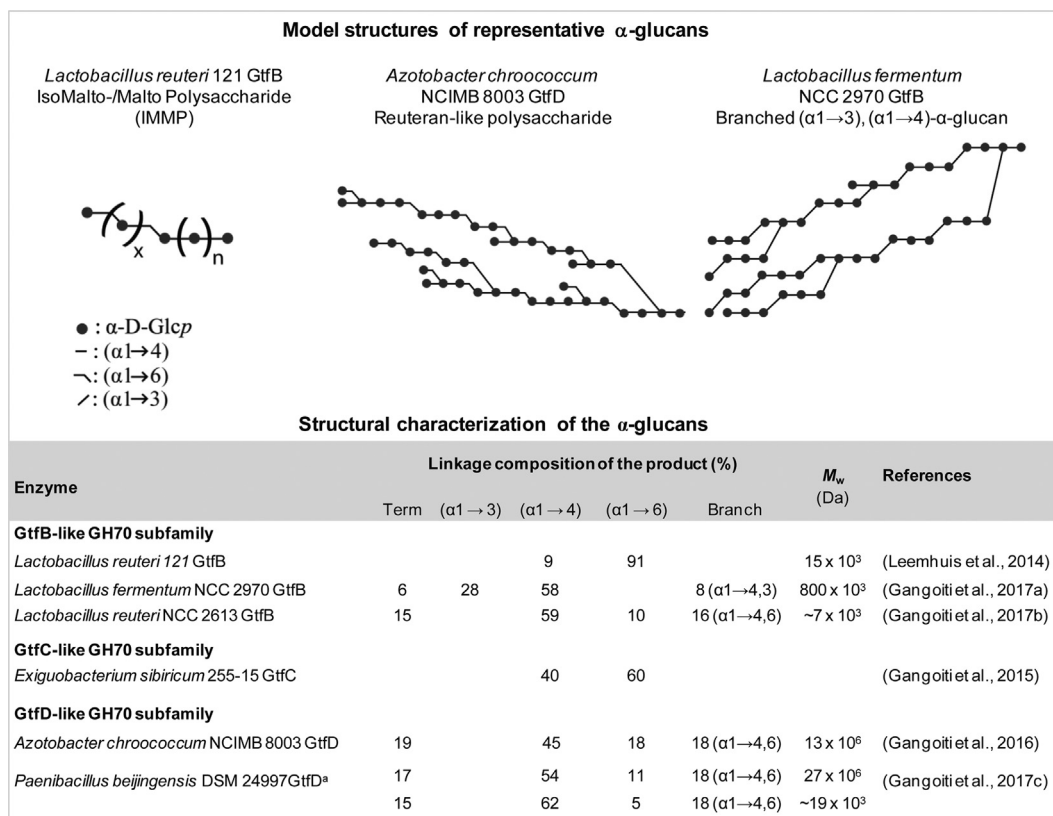 Model structures of representative α-glucans
Lactobacillus reuteri 121 GtfB
IsoMalto-/Malto Polysaccharide
(IMMP)
Azotobacter chroococcum
NCIMB 8003 GtfD
Reuteran-like polysaccharide
Lactobacillus fermentum
NCC 2970 GtfB
Branched (α1→3), (α1→4)-α-glucan
( ) x ( ) n
● : α-D-Glcp
– : (α1→4)
: (α1→6)
/ : (α1→3)
Structural characterization of the α-glucans
Enzyme Linkage composition of the product (%) Mw (Da) References
Term (α1→3) (α1→4) (α1→6) Branch
GtfB-like GH70 subfamily
Lactobacillus reuteri 121 GtfB 9 91 15 x 10³ (Leemhuis et al., 2014)
Lactobacillus fermentum NCC 2970 GtfB 6 28 58 8 (α1→4,3) 800 x 10³ (Gangoiti et al., 2017a)
Lactobacillus reuteri NCC 2613 GtfB 15 59 10 16 (α1→4,6) ~7 x 10³ (Gangoiti et al., 2017b)
GtfC-like GH70 subfamily
Exiguobacterium sibiricum 255-15 GtfC 40 60 (Gangoiti et al., 2015)
GtfD-like GH70 subfamily
Azotobacter chroococcum NCIMB 8003 GtfD 19 45 18 18 (α1→4,6) 13 x 10⁶ (Gangoiti et al., 2016)
Paenibacillus beijingensis DSM 24997GtfDᵃ 17 54 11 18 (α1→4,6) 27 x 10⁶ (Gangoiti et al., 2017c)
15 62 5 18 (α1→4,6) ~19 x 10³